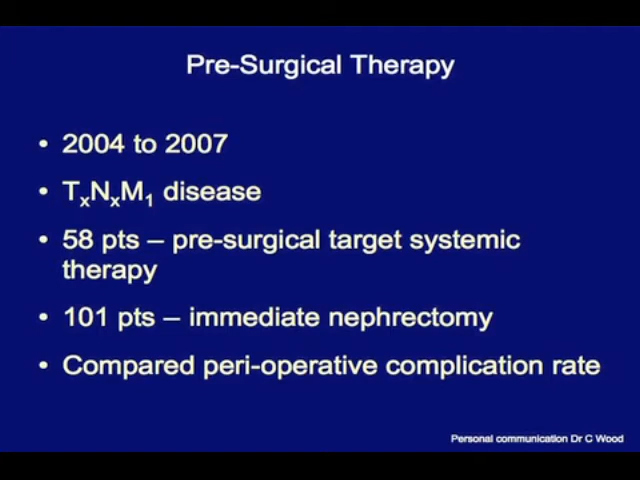 Pre-Surgical Therapy
• 2004 to 2007
• TxNxM1 disease
• 58 pts – pre-surgical target systemic
therapy
• 101 pts – immediate nephrectomy
• Compared peri-operative complication rate
Personal communication Dr C Wood